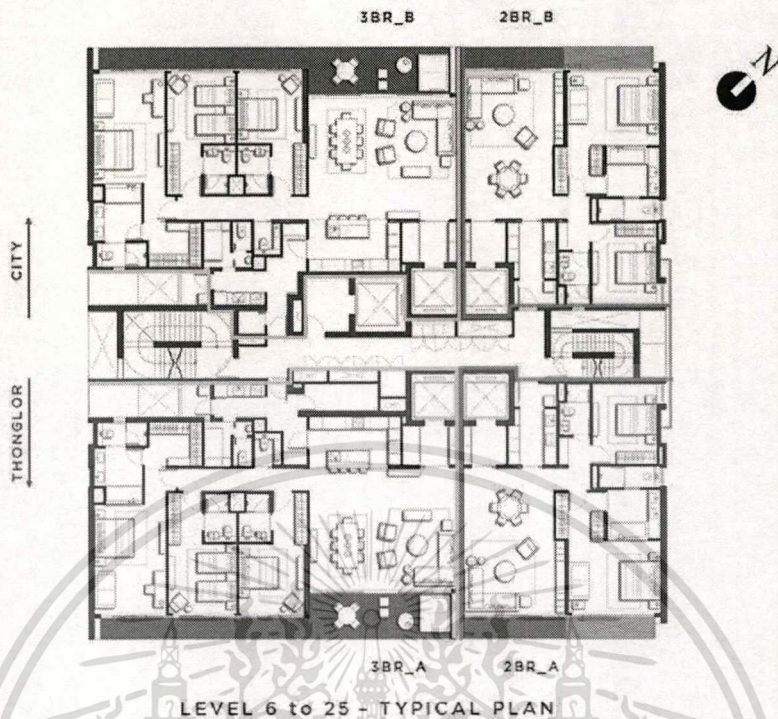 3BR_B
2BR_B
N
CITY
THONGLOR
3BR_A
2BR_A
LEVEL 6 to 25 - TYPICAL PLAN